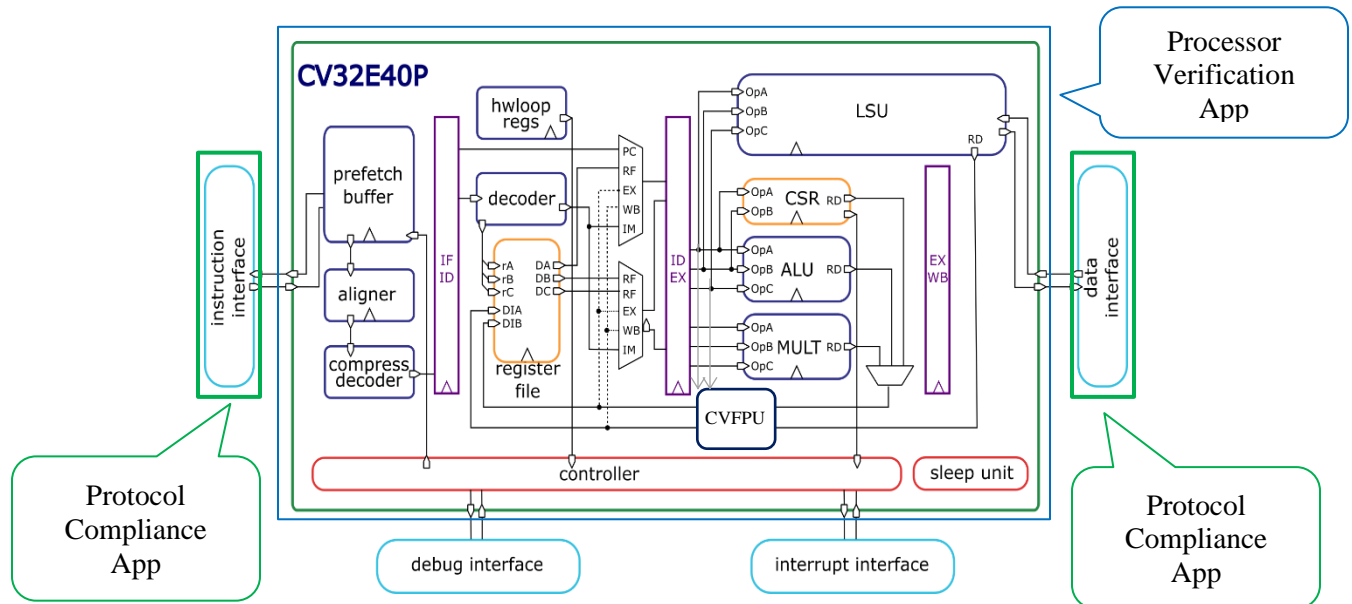 CV32E40P
Processor
Verification
App
hwloop
regs
prefetch
buffer
aligner
compress
decoder
instruction
interface
IF
ID
decoder
rA
rB
rC
DIA
DIB
DA
DB
DC
register
file
PC
RF
EX
WB
IM
RF
RF
EX
WB
IM
ID
EX
OpA
OpB
OpC
LSU
RD
OpA
OpB
CSR
RD
OpA
OpB
OpC
ALU
RD
OpA
OpB
OpC
MULT
RD
EX
WB
CVFPU
data
interface
controller
sleep unit
debug interface
interrupt interface
Protocol
Compliance
App
Protocol
Compliance
App